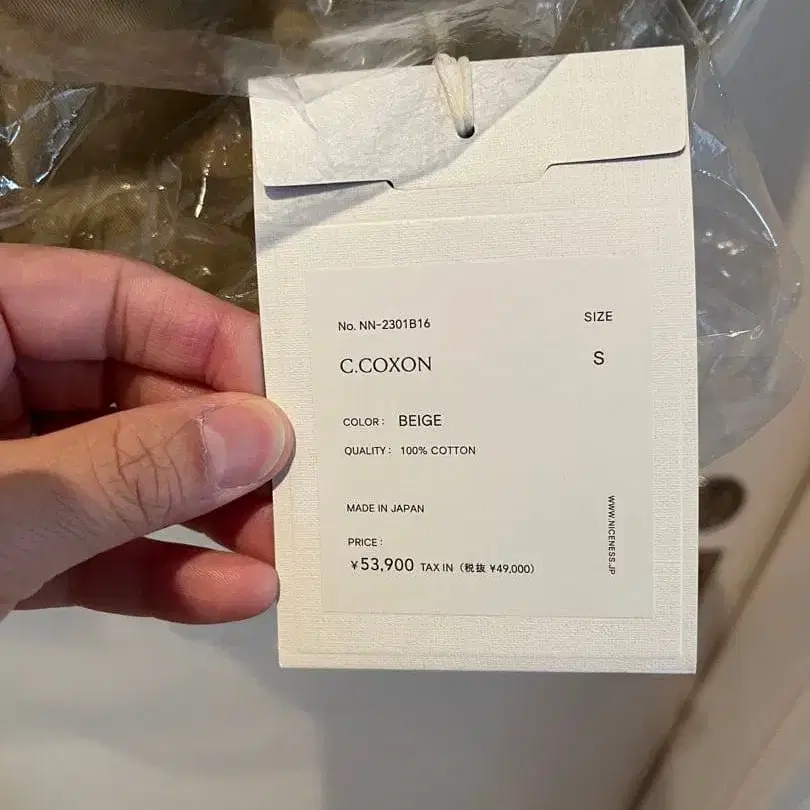 No. NN-2301B16
SIZE
C.COXON
S
COLOR: BEIGE
QUALITY: 100% COTTON
MADE IN JAPAN
PRICE:
¥53,900 TAX IN (税抜 ¥49,000)
WWW.NICENESS.JP